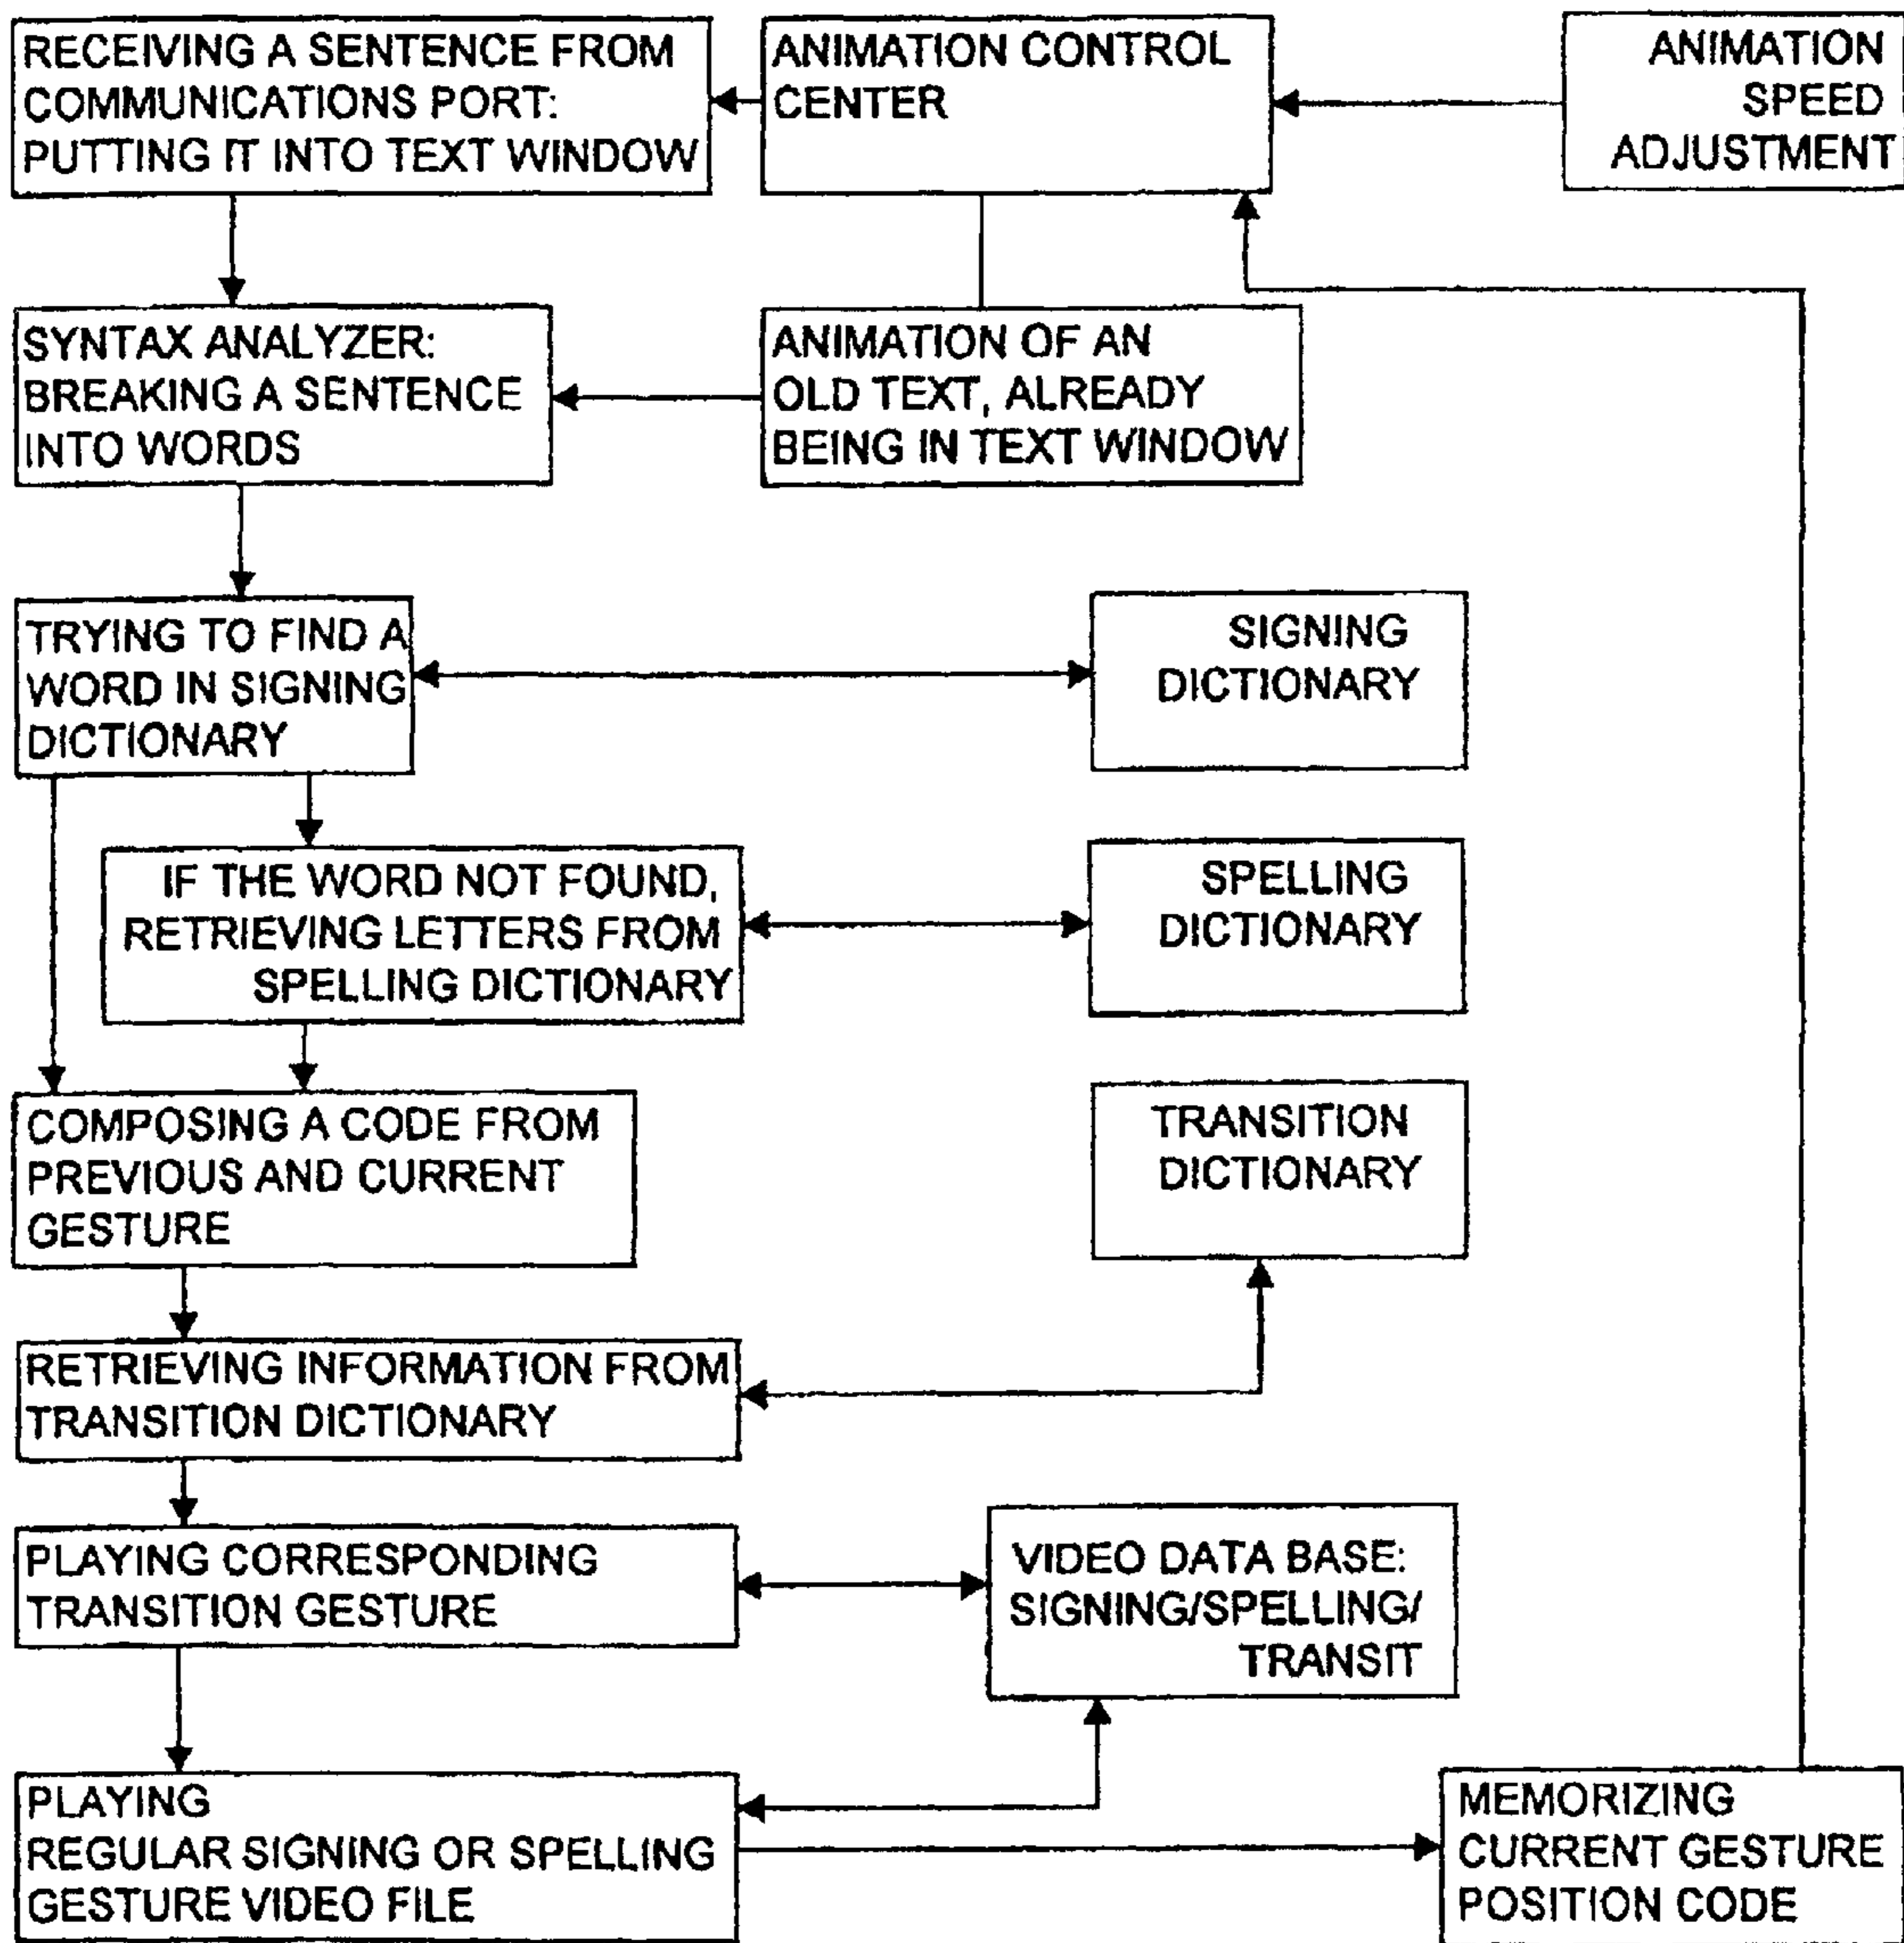 RECEIVING A SENTENCE FROM
COMMUNICATIONS PORT:
PUTTING IT INTO TEXT WINDOW
ANIMATION CONTROL
CENTER
ANIMATION
SPEED
ADJUSTMENT
SYNTAX ANALYZER:
BREAKING A SENTENCE
INTO WORDS
ANIMATION OF AN
OLD TEXT, ALREADY
BEING IN TEXT WINDOW
TRYING TO FIND A
WORD IN SIGNING
DICTIONARY
SIGNING
DICTIONARY
IF THE WORD NOT FOUND,
RETRIEVING LETTERS FROM
SPELLING DICTIONARY
SPELLING
DICTIONARY
COMPOSING A CODE FROM
PREVIOUS AND CURRENT
GESTURE
TRANSITION
DICTIONARY
RETRIEVING INFORMATION FROM
TRANSITION DICTIONARY
PLAYING CORRESPONDING
TRANSITION GESTURE
VIDEO DATA BASE:
SIGNING/SPELLING/
TRANSIT
PLAYING
REGULAR SIGNING OR SPELLING
GESTURE VIDEO FILE
MEMORIZING
CURRENT GESTURE
POSITION CODE